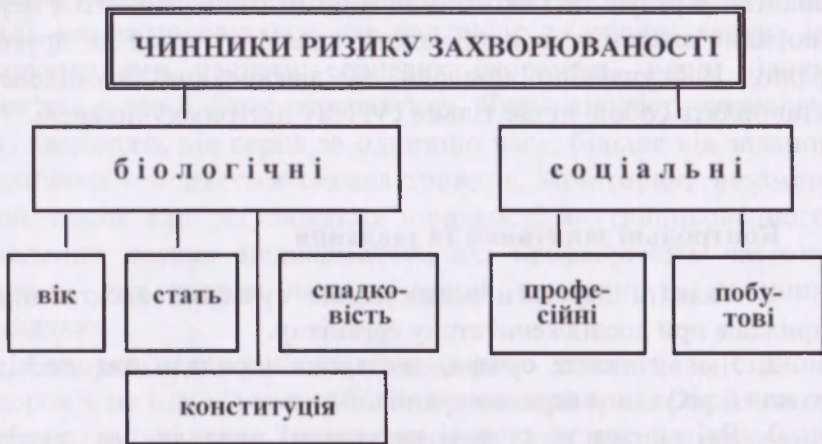 ЧИННИКИ РИЗИКУ ЗАХВОРЮВАНОСТІ
біологічні
соціальні
вік
стать
спадко-
вість
профе-
сійні
побу-
тові
конституція